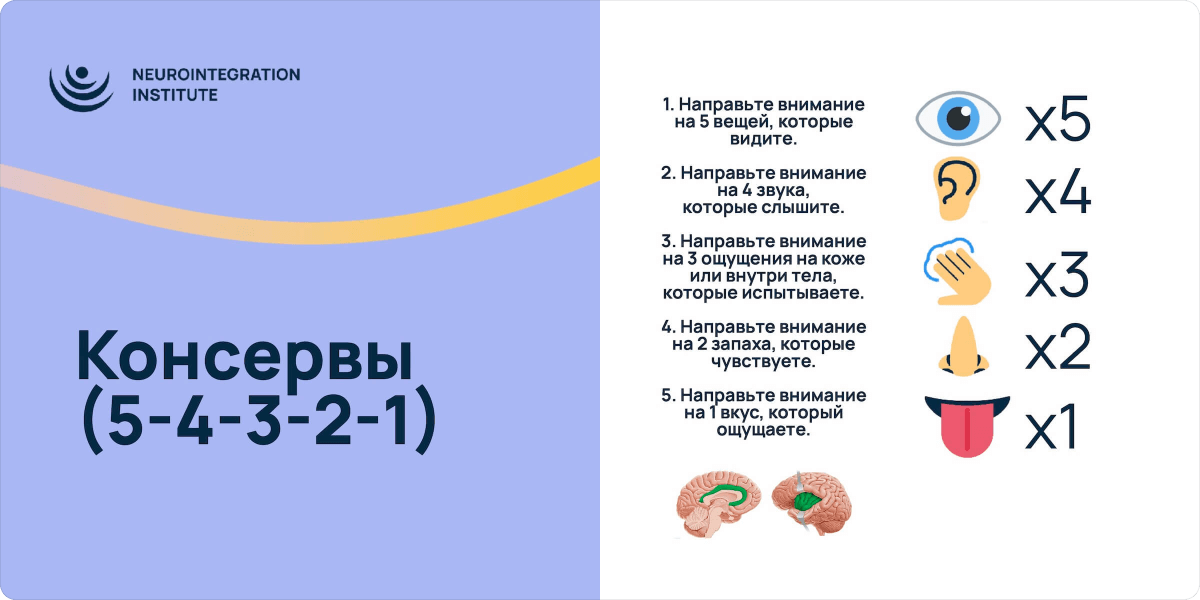 NEUROINTEGRATION
INSTITUTE
Консервы
(5-4-3-2-1)
1. Направьте внимание
на 5 вещей, которые
видите.
x5
2. Направьте внимание
на 4 звука,
которые слышите.
x4
3. Направьте внимание
на 3 ощущения на коже
или внутри тела,
которые испытываете.
x3
4. Направьте внимание
на 2 запаха, которые
чувствуете.
x2
5. Направьте внимание
на 1 вкус, который
ощущаете.
x1